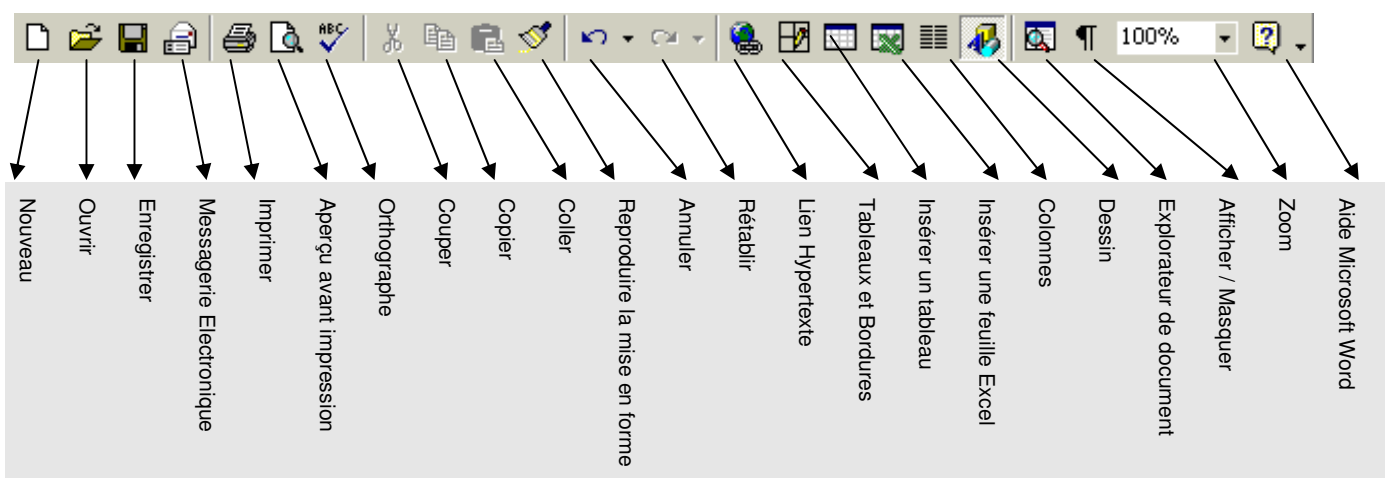 ABC
¶
100%
?
Nouveau
Ouvrir
Enregistrer
Messagerie Electronique
Imprimer
Aperçu avant impression
Orthographe
Couper
Copier
Coller
Reproduire la mise en forme
Annuler
Rétablir
Lien Hypertexte
Tableaux et Bordures
Insérer un tableau
Insérer une feuille Excel
Colonnes
Dessin
Explorateur de document
Afficher / Masquer
Zoom
Aide Microsoft Word